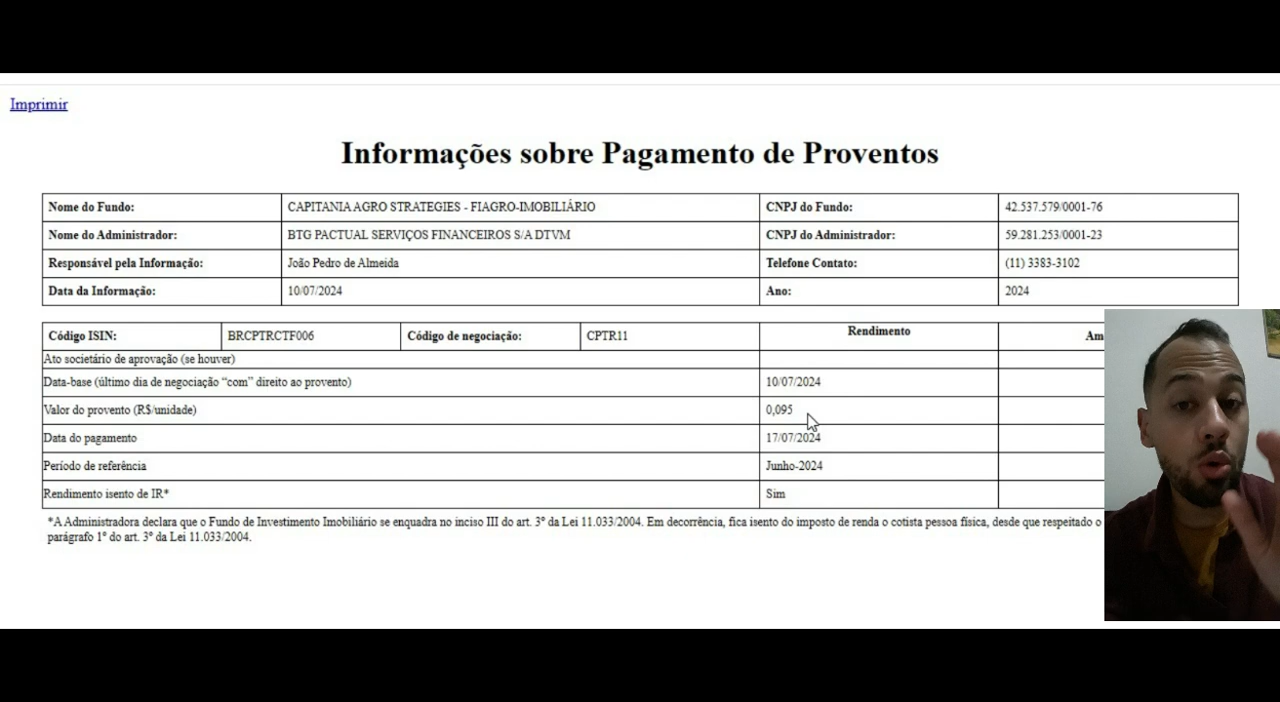 Imprimir
Informações sobre Pagamento de Proventos
Nome do Fundo: CAPITANIA AGRO STRATEGIES - FIAGRO-IMOBILIÁRIO CNPJ do Fundo: 42.537.579/0001-76
Nome do Administrador: BTG PACTUAL SERVIÇOS FINANCEIROS S/A DTVM CNPJ do Administrador: 59.281.253/0001-23
Responsável pela Informação: João Pedro de Almeida Telefone Contato: (11) 3383-3102
Data da Informação: 10/07/2024 Ano: 2024
Código ISIN: BRCPTRCTF006 Código de negociação: CPTR11 Rendimento Am
Ato societário de aprovação (se houver)
Data-base (último dia de negociação “com” direito ao provento) 10/07/2024
Valor do provento (R$/unidade) 0,095
Data do pagamento 17/07/2024
Período de referência Junho-2024
Rendimento isento de IR* Sim
*A Administradora declara que o Fundo de Investimento Imobiliário se enquadra no inciso III do art. 3º da Lei 11.033/2004. Em decorrência, fica isento do imposto de renda o cotista pessoa física, desde que respeitado o
parágrafo 1º do art. 3º da Lei 11.033/2004.